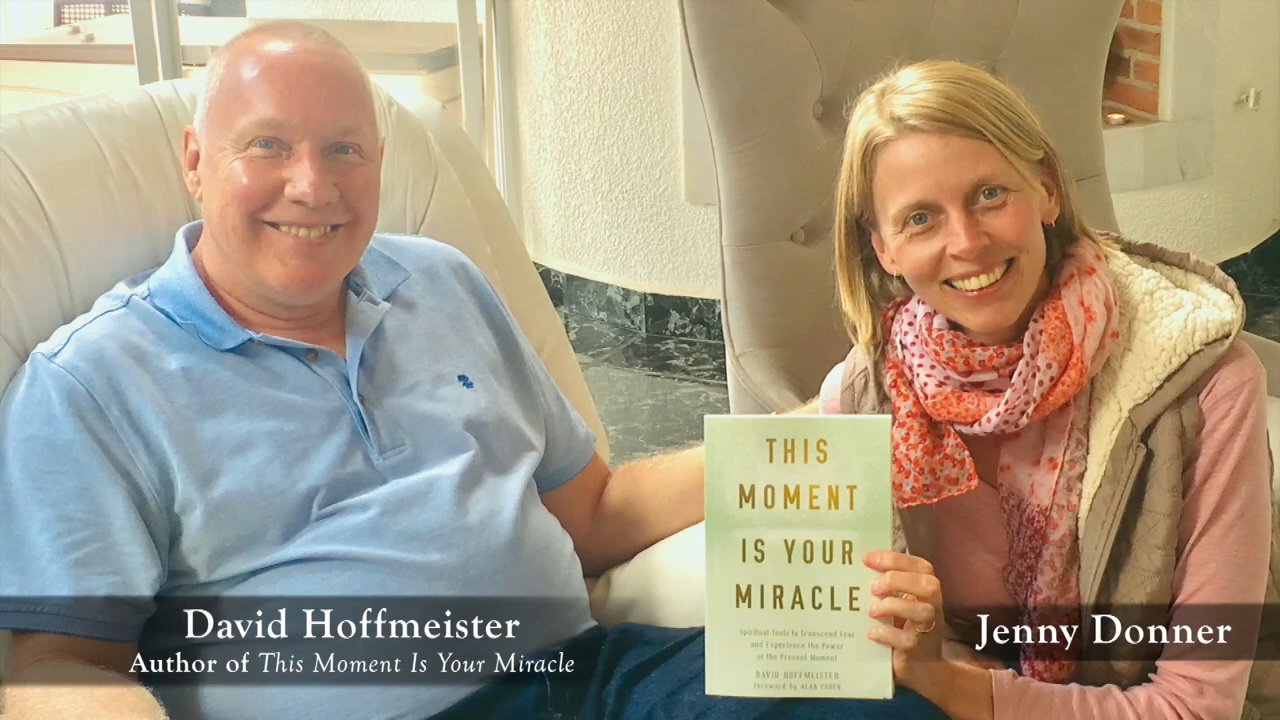 THIS
MOMENT
IS YOUR
MIRACLE
Spiritual Tools to Transcend Fear
and Experience the Power
of the Present Moment
DAVID HOFFMEISTER
Foreword by ALAN COHEN
David Hoffmeister
Author of This Moment Is Your Miracle
Jenny Donner